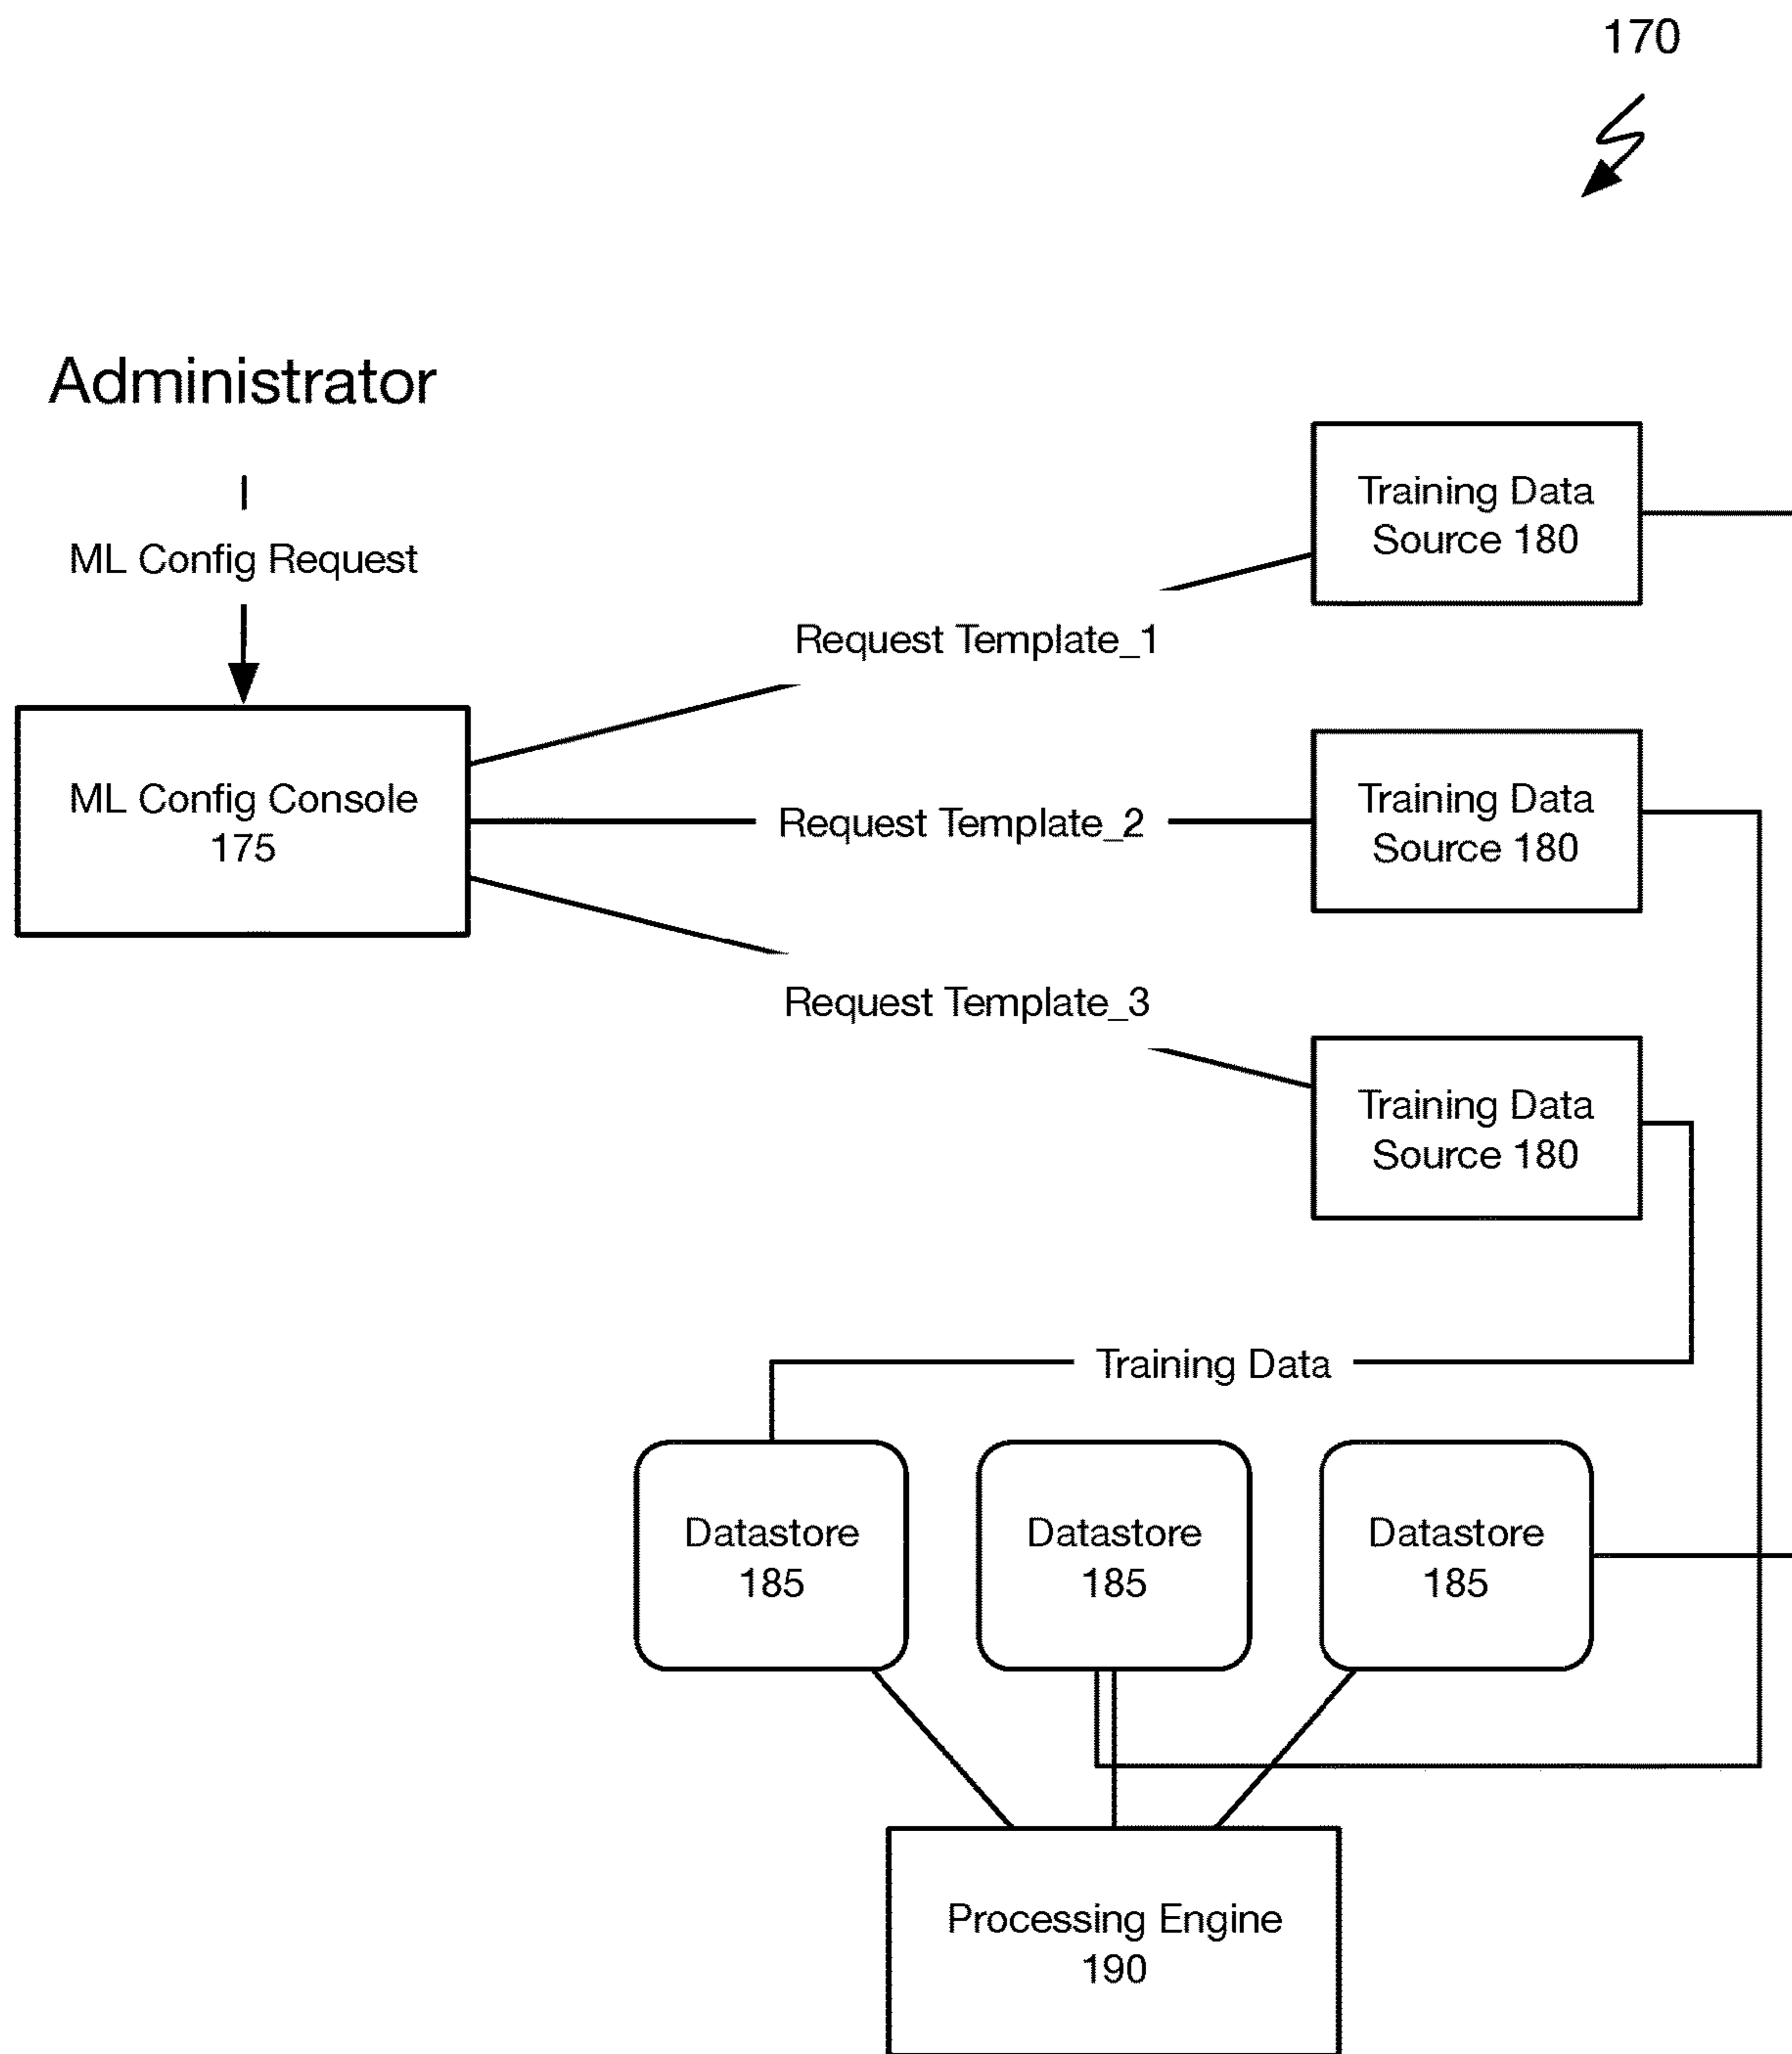 170
Administrator
ML Config Request
ML Config Console
175
Request Template_1
Request Template_2
Request Template_3
Training Data
Source 180
Training Data
Source 180
Training Data
Source 180
Training Data
Datastore
185
Datastore
185
Datastore
185
Processing Engine
190